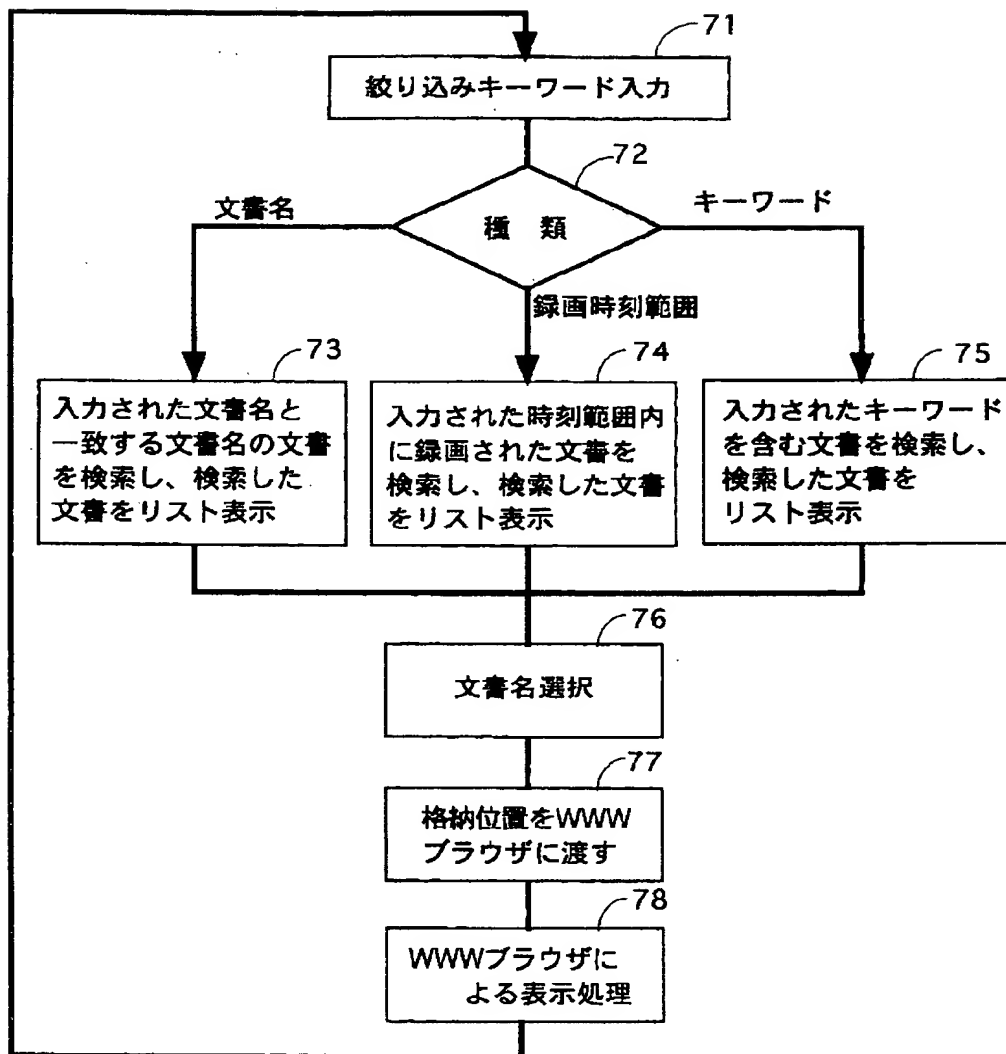 71
絞り込みキーワード入力
72
文書名
キーワード
種 類
録画時刻範囲
73
入力された文書名と
一致する文書名の文書
を検索し、検索した
文書をリスト表示
74
入力された時刻範囲内
に録画された文書を
検索し、検索した文書
をリスト表示
75
入力されたキーワード
を含む文書を検索し、
検索した文書を
リスト表示
76
文書名選択
77
格納位置をWWW
ブラウザに渡す
78
WWWブラウザに
よる表示処理